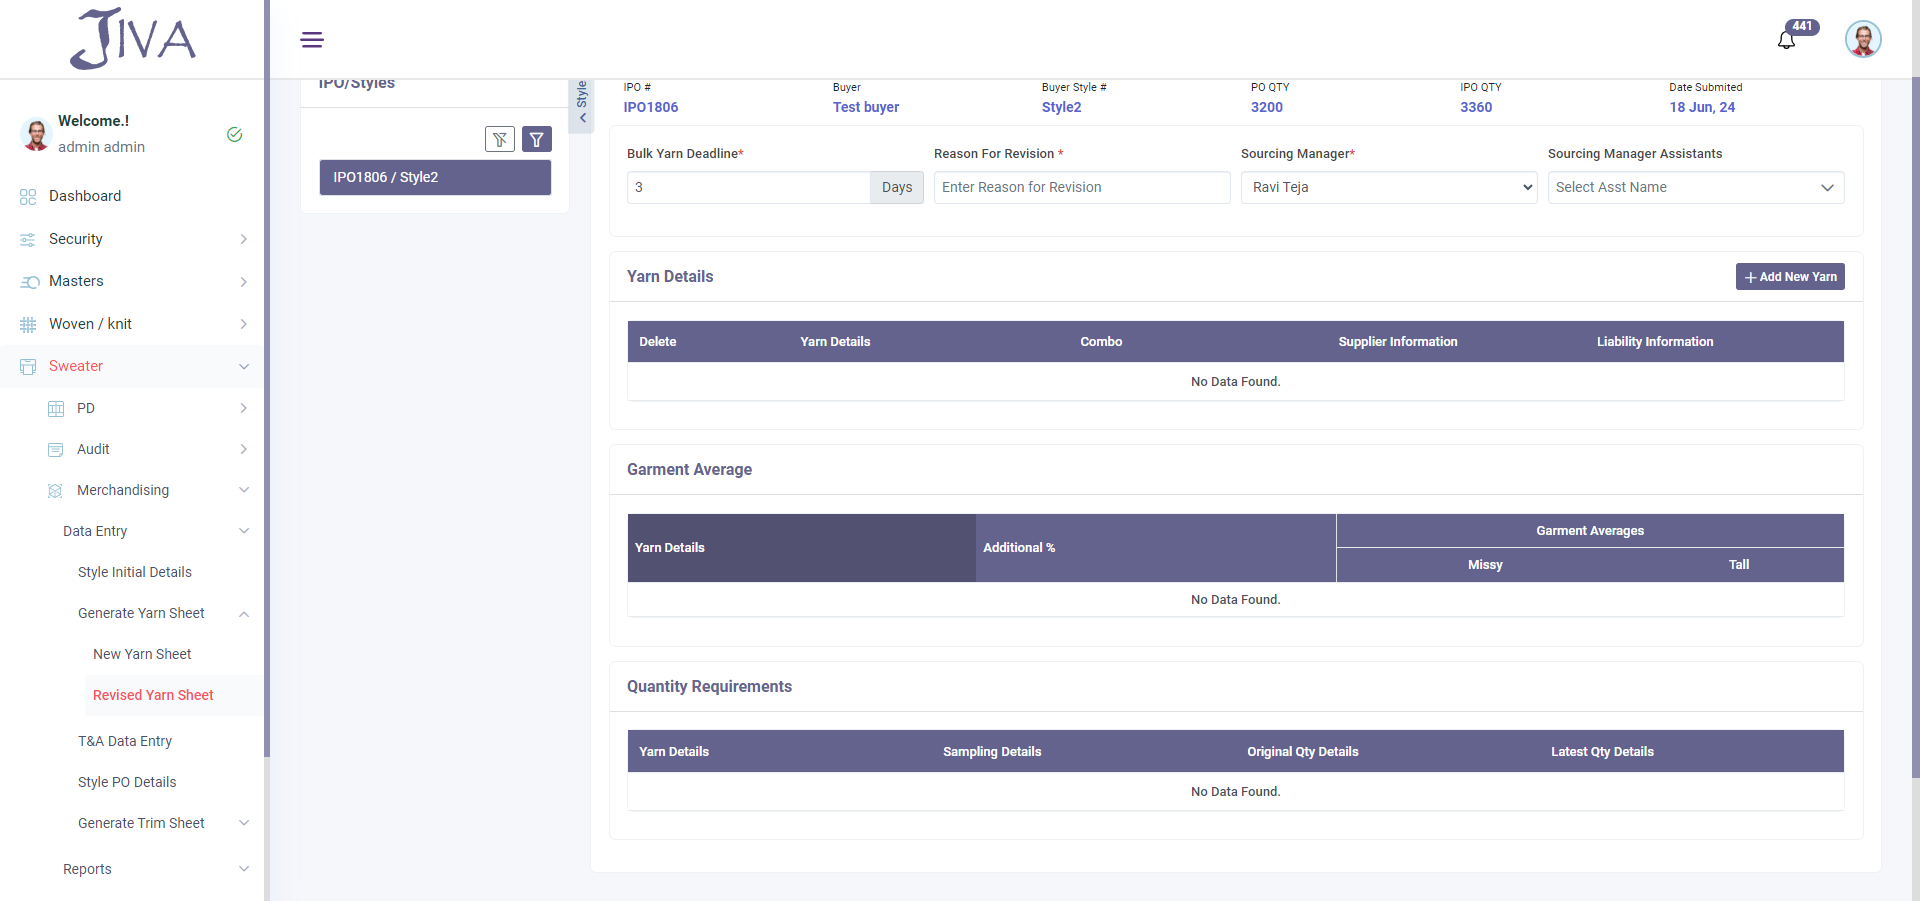 JIVA
441
Welcome.!
admin admin
Dashboard
Security
Masters
Woven / knit
Sweater
PD
Audit
Merchandising
Data Entry
Style Initial Details
Generate Yarn Sheet
New Yarn Sheet
Revised Yarn Sheet
T&A Data Entry
Style PO Details
Generate Trim Sheet
Reports
IPO/Styles
IPO1806 / Style2
Style
IPO # Buyer Buyer Style # PO QTY IPO QTY Date Submited
IPO1806 Test buyer Style2 3200 3360 18 Jun, 24
Bulk Yarn Deadline* Reason For Revision * Sourcing Manager* Sourcing Manager Assistants
3 Days Enter Reason for Revision Ravi Teja Select Asst Name
Yarn Details
Add New Yarn
Delete Yarn Details Combo Supplier Information Liability Information
No Data Found.
Garment Average
Garment Averages
Yarn Details Additional %
Missy Tall
No Data Found.
Quantity Requirements
Yarn Details Sampling Details Original Qty Details Latest Qty Details
No Data Found.